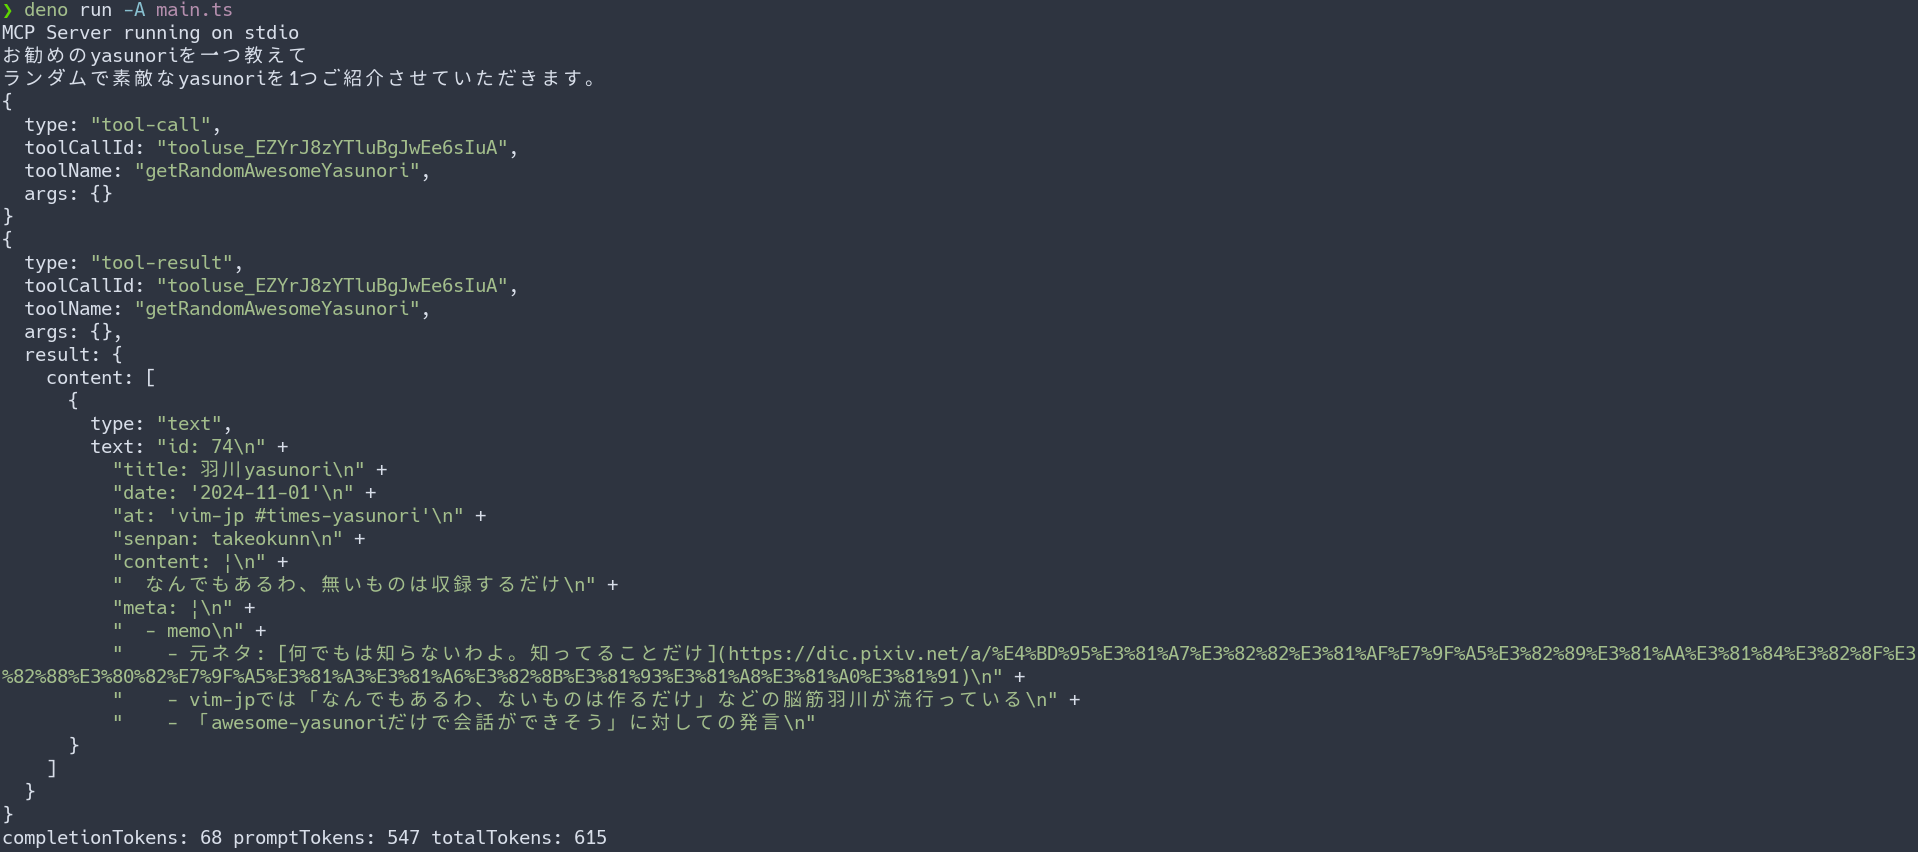 ❯ deno run -A main.ts
MCP Server running on stdio
お勧めのyasunoriを一つ教えて
ランダムで素敵なyasunoriを1つご紹介させていただきます。
{
  type: "tool-call",
  toolCallId: "tooluse_EZYrJ8zYTluBgJwEe6sIuA",
  toolName: "getRandomAwesomeYasunori",
  args: {}
}
{
  type: "tool-result",
  toolCallId: "tooluse_EZYrJ8zYTluBgJwEe6sIuA",
  toolName: "getRandomAwesomeYasunori",
  args: {},
  result: {
    content: [
      {
        type: "text",
        text: "id: 74\n" +
          "title: 羽川yasunori\n" +
          "date: '2024-11-01'\n" +
          "at: 'vim-jp #times-yasunori'\n" +
          "senpan: takeokunn\n" +
          "content: ¦\n" +
          "  なんでもあるわ、無いものは収録するだけ\n" +
          "meta: ¦\n" +
          "  - memo\n" +
          "    - 元ネタ: [何でもは知らないわよ。知ってることだけ](https://dic.pixiv.net/a/%E4%BD%95%E3%81%A7%E3%82%82%E3%81%AF%E7%9F%A5%E3%82%89%E3%81%AA%E3%81%84%E3%82%8F%E3
%82%88%E3%80%82%E7%9F%A5%E3%81%A3%E3%81%A6%E3%82%8B%E3%81%93%E3%81%A8%E3%81%A0%E3%81%91)\n" +
          "    - vim-jpでは「なんでもあるわ、ないものは作るだけ」などの脳筋羽川が流行っている\n" +
          "    - 「awesome-yasunoriだけで会話ができそう」に対しての発言\n"
      }
    ]
  }
}
completionTokens: 68 promptTokens: 547 totalTokens: 615